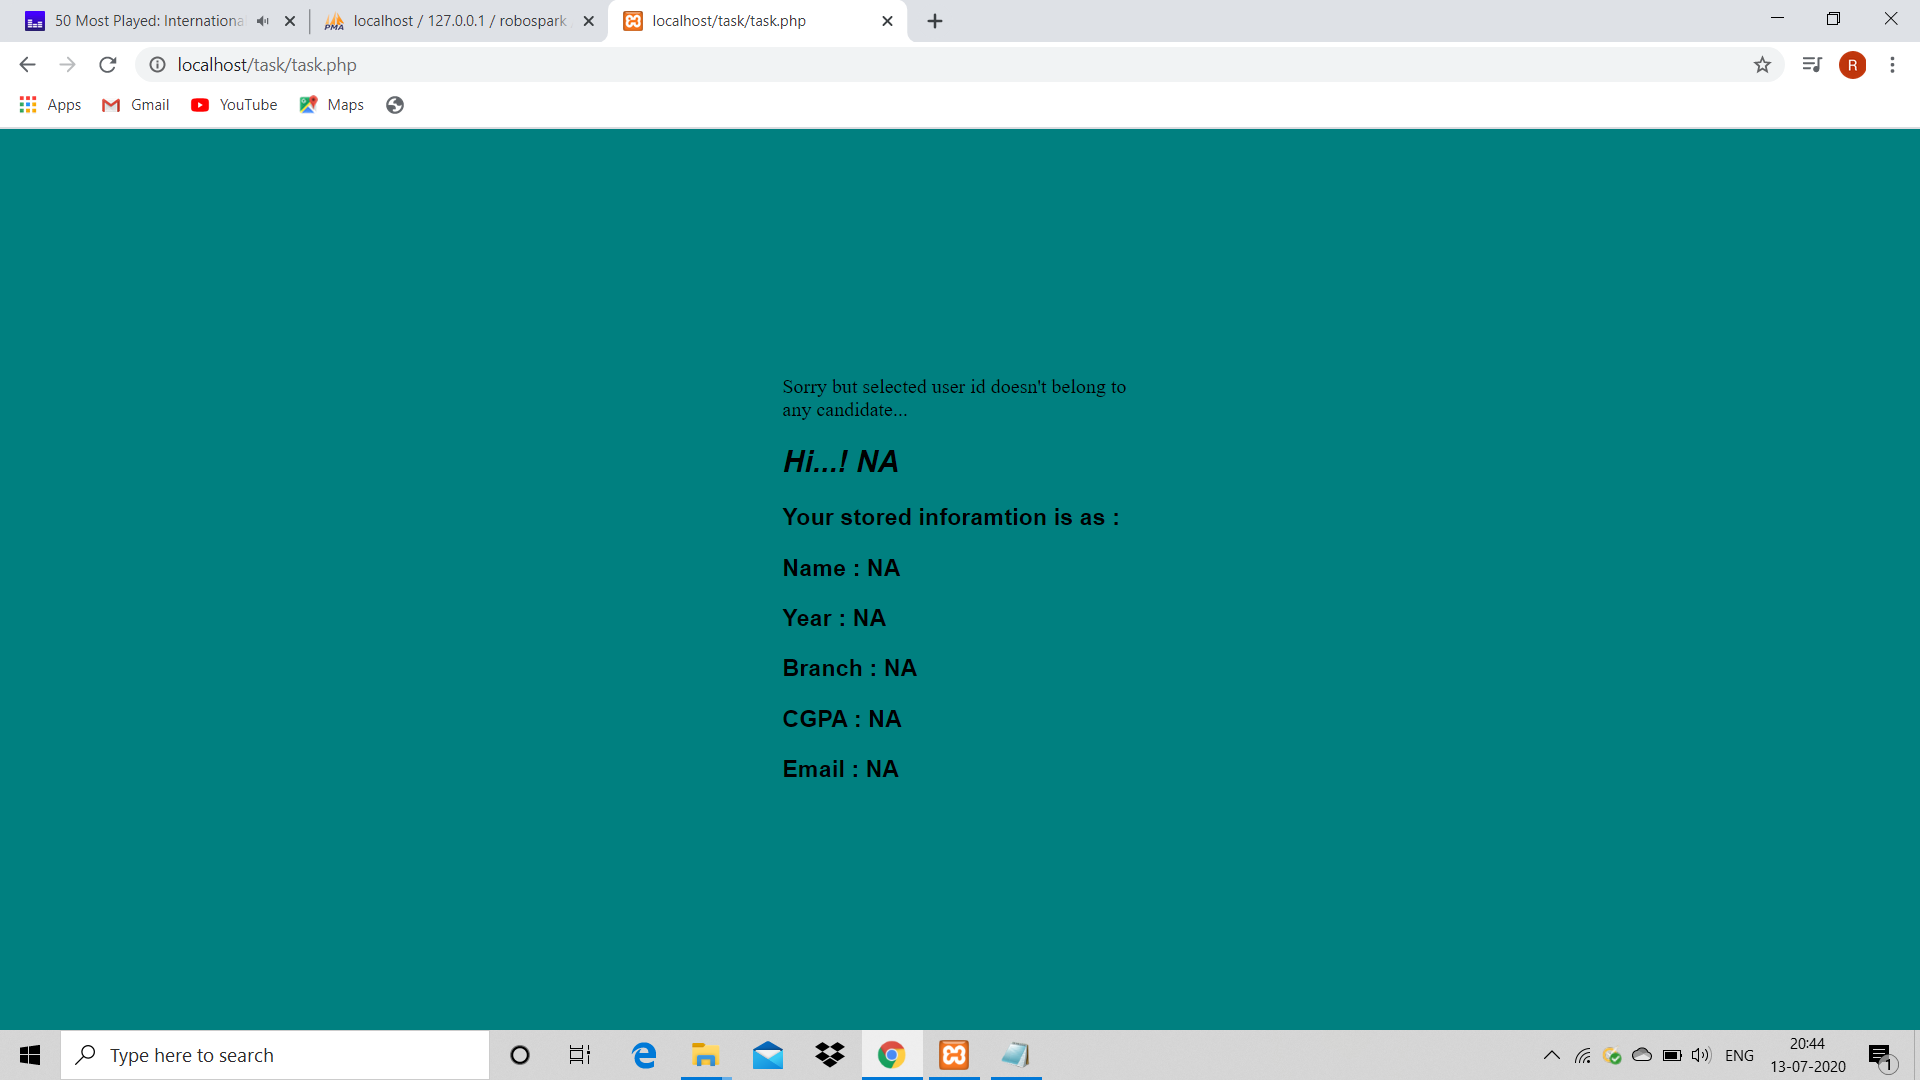 50 Most Played: Internationa
localhost / 127.0.0.1 / robospark
localhost/task/task.php
localhost/task/task.php
R
Apps
Gmail
YouTube
Maps
Sorry but selected user id doesn't belong to
any candidate...
Hi...! NA
Your stored inforamtion is as :
Name : NA
Year : NA
Branch : NA
CGPA : NA
Email : NA
Type here to search
ENG
20:44
13-07-2020
1